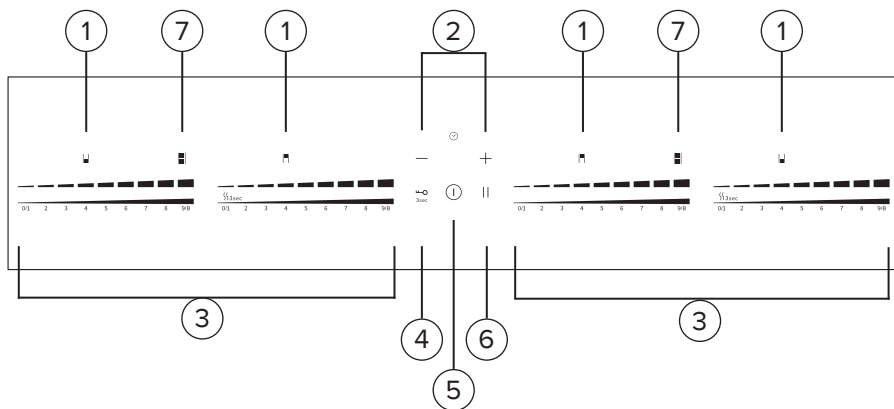 1 7 1 2 1 7 1
3sec 3sec 3sec
0/1 2 3 4 5 6 7 8 9/B 0/1 2 3 4 5 6 7 8 9/B 0/1 2 3 4 5 6 7 8 9/B 0/1 2 3 4 5 6 7 8 9/B
3 4 6 3
5